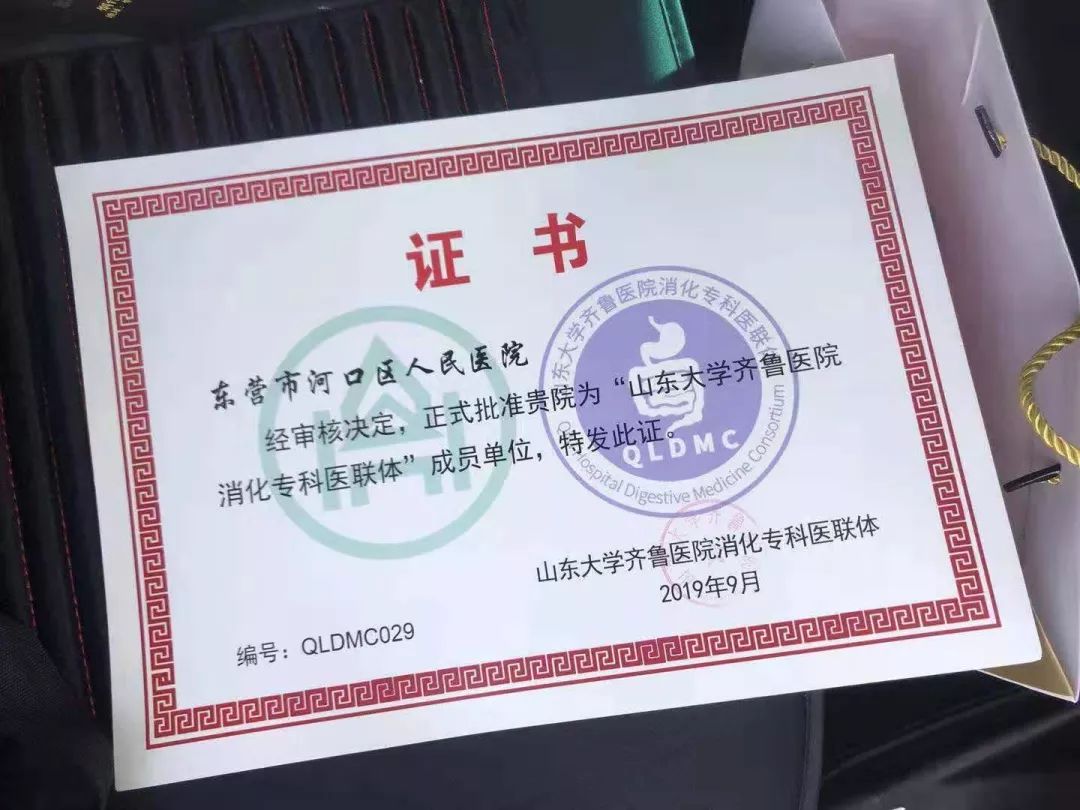 证书
山东大学齐鲁医院消化专科医联
东营市河口区人民医院
经审核决定，正式批准贵院为“山东大学齐鲁医院
消化专科医联体”成员单位，特发此证。
QLDMC
Hospital Digestive Medicine Consortium
山东大学齐鲁医院消化专科医联体
2019年9月
编号：QLDMC029